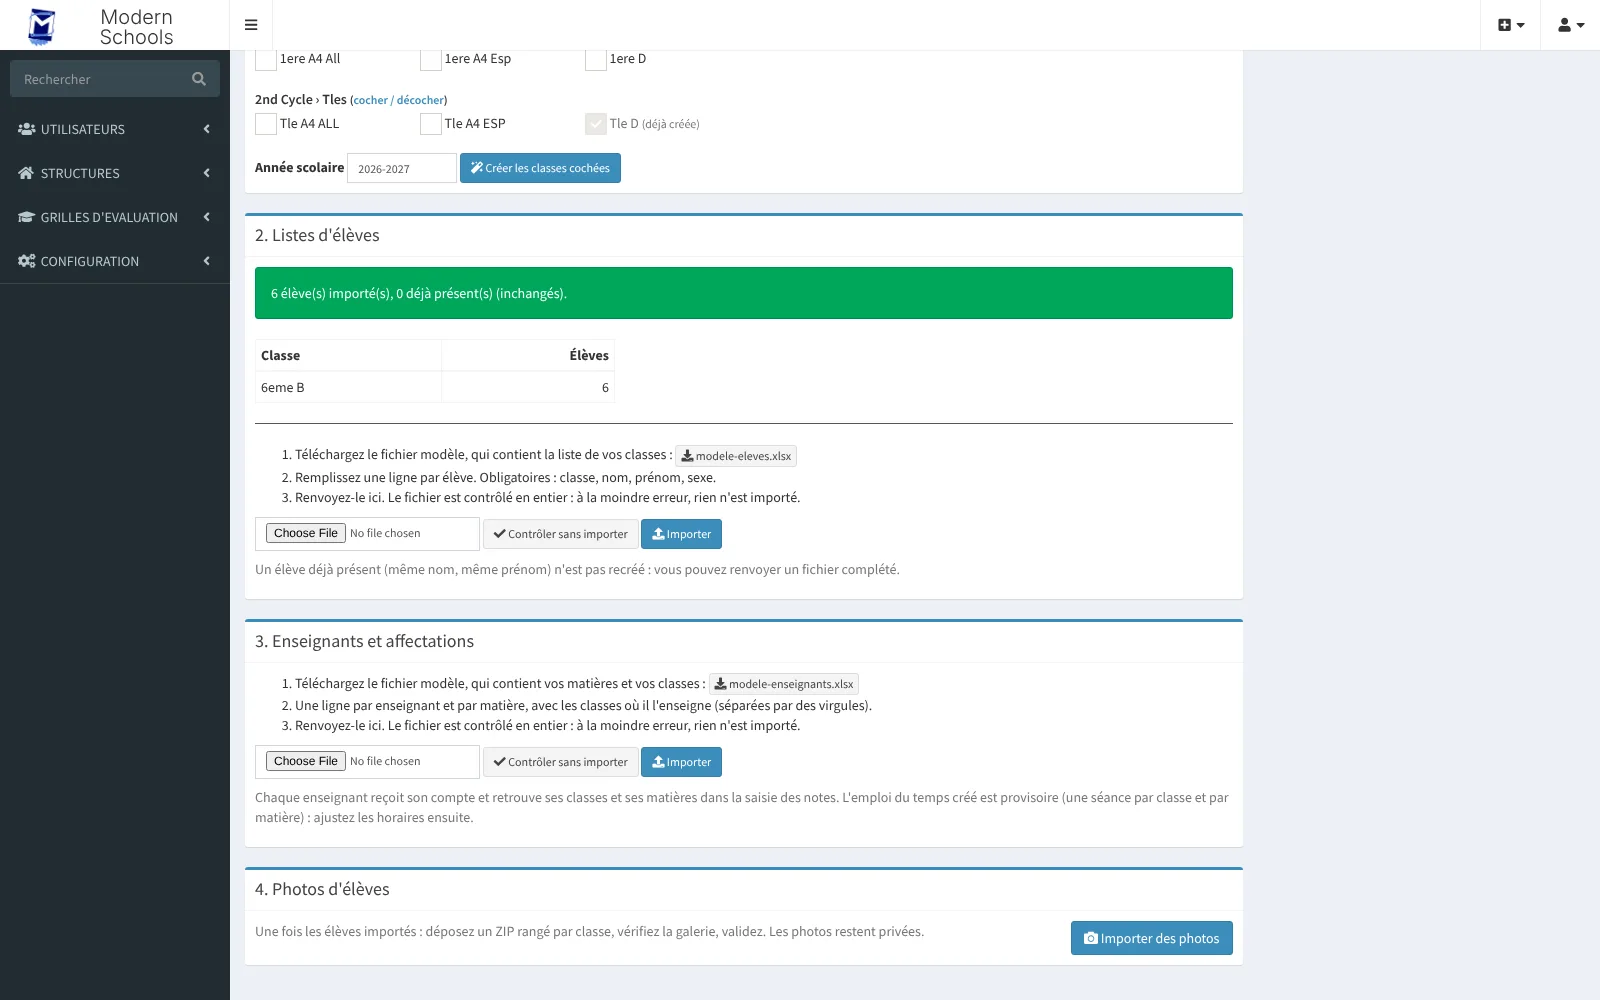 Modern
Schools
Rechercher
UTILISATEURS
STRUCTURES
GRILLES D'EVALUATION
CONFIGURATION
1ere A4 All
1ere A4 Esp
1ere D
2nd Cycle › Tles (cocher / décocher)
Tle A4 ALL
Tle A4 ESP
Tle D (déjà créée)
Année scolaire 2026-2027 Créer les classes cochées
2. Listes d'élèves
6 élève(s) importé(s), 0 déjà présent(s) (inchangés).
Classe Élèves
6eme B 6
1. Téléchargez le fichier modèle, qui contient la liste de vos classes : modele-eleves.xlsx
2. Remplissez une ligne par élève. Obligatoires : classe, nom, prénom, sexe.
3. Renvoyez-le ici. Le fichier est contrôlé en entier : à la moindre erreur, rien n'est importé.
Choose File No file chosen Contrôler sans importer Importer
Un élève déjà présent (même nom, même prénom) n'est pas recréé : vous pouvez renvoyer un fichier complété.
3. Enseignants et affectations
1. Téléchargez le fichier modèle, qui contient vos matières et vos classes : modele-enseignants.xlsx
2. Une ligne par enseignant et par matière, avec les classes où il l'enseigne (séparées par des virgules).
3. Renvoyez-le ici. Le fichier est contrôlé en entier : à la moindre erreur, rien n'est importé.
Choose File No file chosen Contrôler sans importer Importer
Chaque enseignant reçoit son compte et retrouve ses classes et ses matières dans la saisie des notes. L'emploi du temps créé est provisoire (une séance par classe et par
matière) : ajustez les horaires ensuite.
4. Photos d'élèves
Une fois les élèves importés : déposez un ZIP rangé par classe, vérifiez la galerie, validez. Les photos restent privées.
Importer des photos